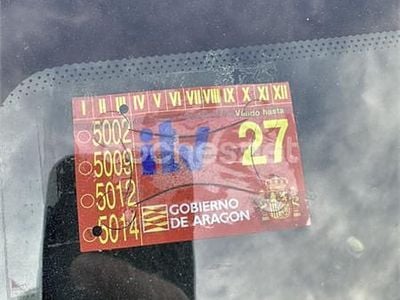 I II III IV V VI VII VIII IX X XI XII
Válido hasta
5002
5009
27
5012
5014
GOBIERNO
DE ARAGON